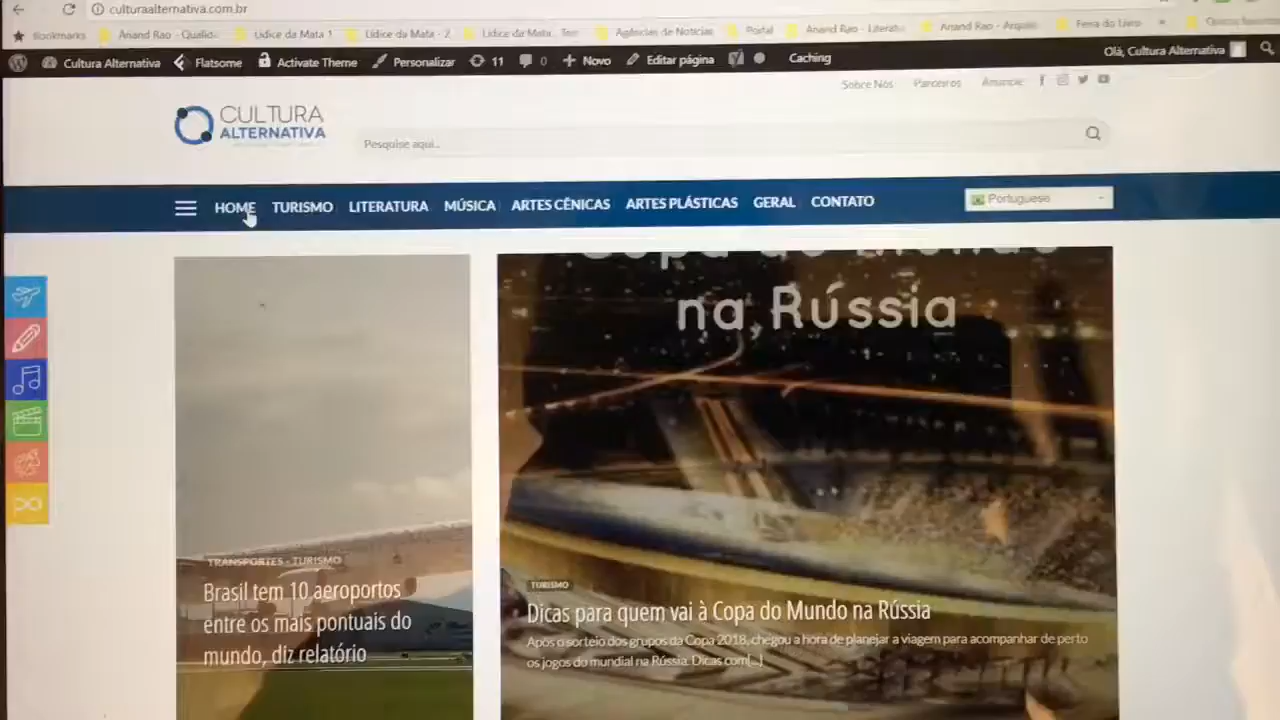 culturaalternativa.com.br
Bookmarks Anand Rao - Qualid... Lidice da Mata 1 Lidice da Mata - 2 Lidice da Mata Agências de Notícias Portal Anand Rao - Literatu Anand Rao - Arquiv Feira do Livro »
Cultura Alternativa Flatsome Activate Theme Personalizar 11 0 Novo Editar página Caching Olá, Cultura Alternativa
Sobre Nós Parceiros Anuncie
CULTURA
ALTERNATIVA
Pesquise aqui...
HOME TURISMO LITERATURA MÚSICA ARTES CÊNICAS ARTES PLÁSTICAS GERAL CONTATO Portuguese
na Rússia
TRANSPORTES - TURISMO
Brasil tem 10 aeroportos
entre os mais pontuais do
mundo, diz relatório
TURISMO
Dicas para quem vai à Copa do Mundo na Rússia
Após o sorteio dos grupos da Copa 2018, chegou a hora de planejar a viagem para acompanhar de perto
os jogos do mundial na Rússia. Dicas com[...]